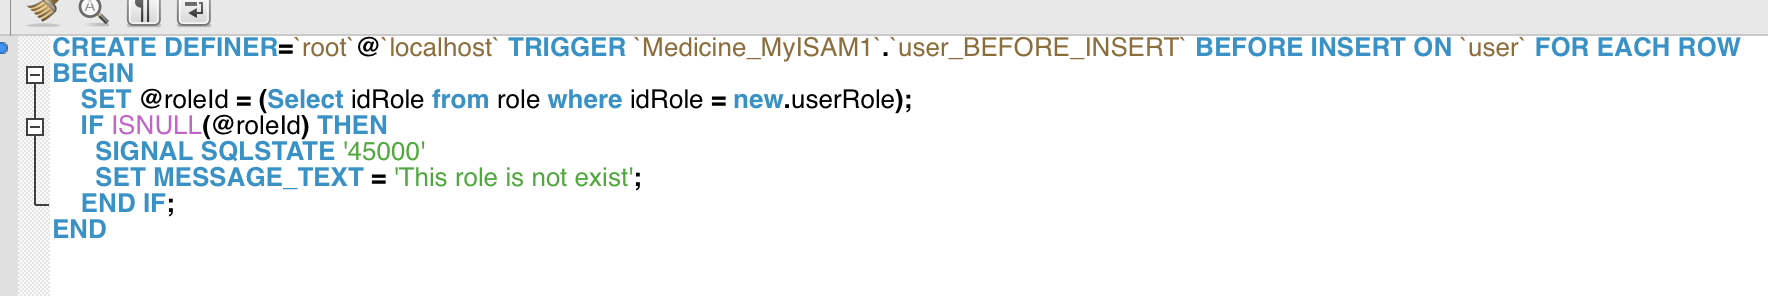 CREATE DEFINER=`root`@`localhost` TRIGGER `Medicine_MyISAM1`.`user_BEFORE_INSERT` BEFORE INSERT ON `user` FOR EACH ROW
BEGIN
SET @roleId = (Select idRole from role where idRole = new.userRole);
IF ISNULL(@roleId) THEN
SIGNAL SQLSTATE '45000'
SET MESSAGE_TEXT = 'This role is not exist';
END IF;
END